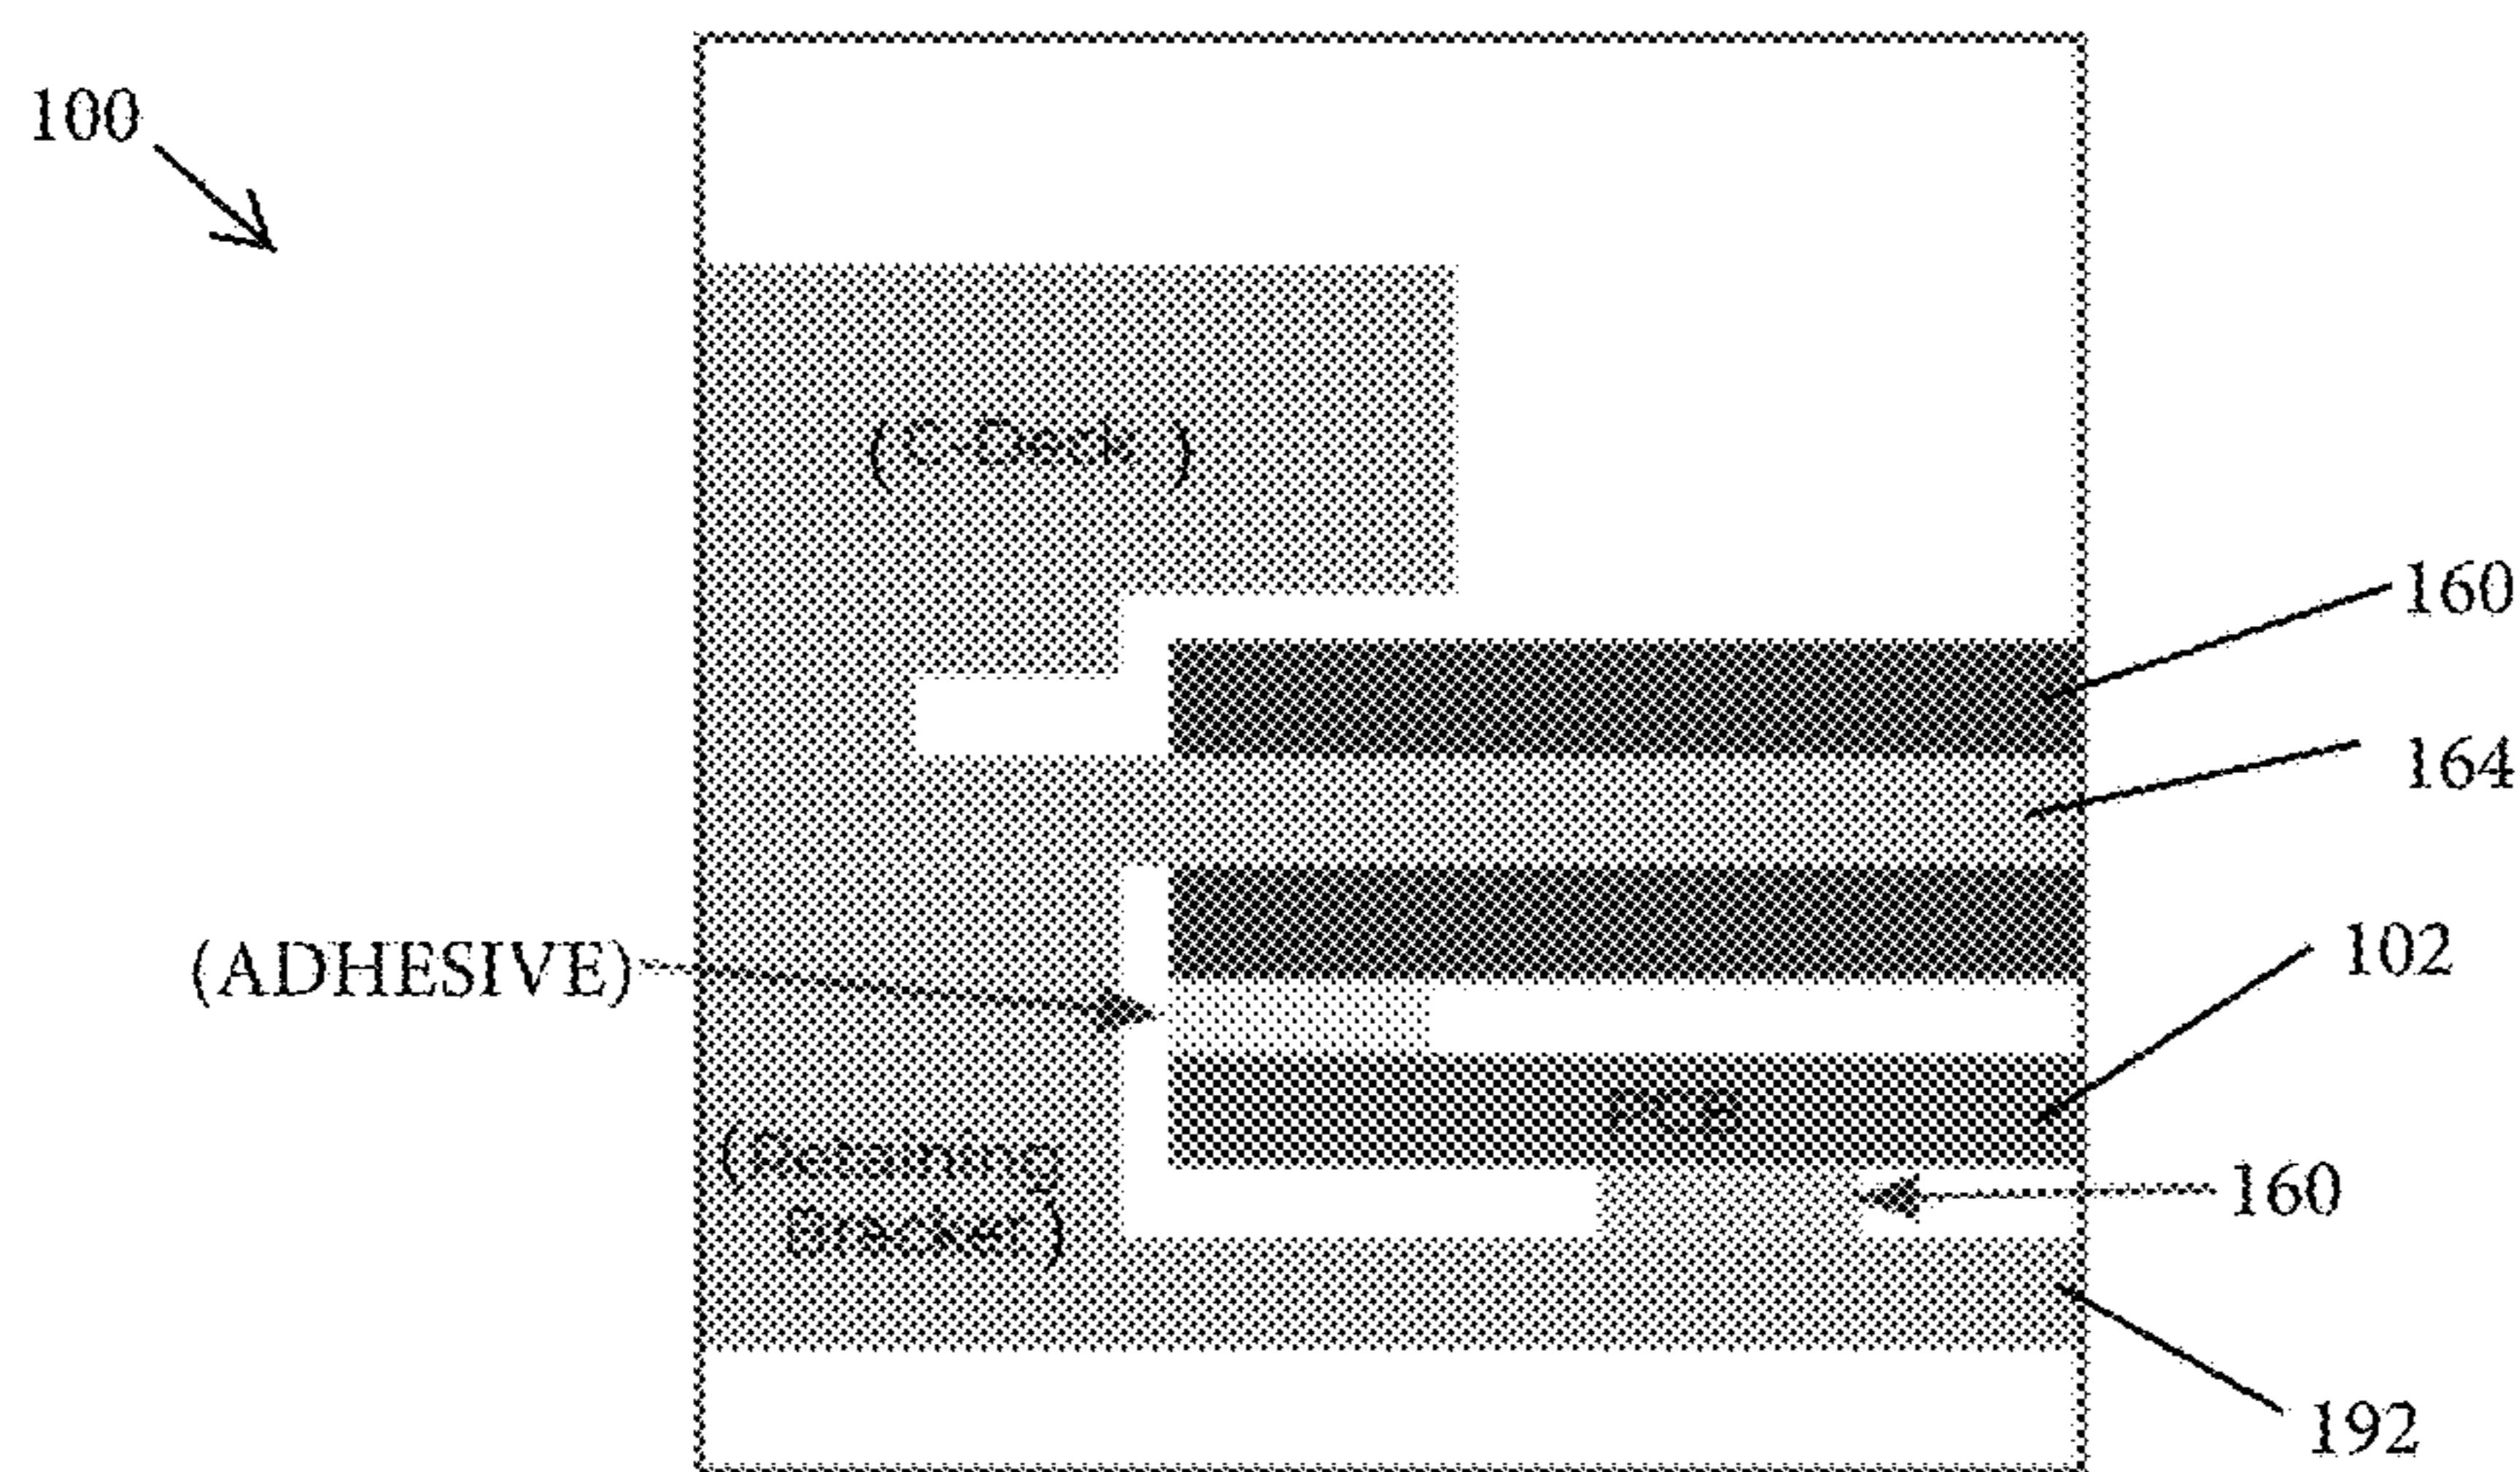 100
(C-Deck)
160
164
(ADHESIVE)
102
PCB
(Retaining
Bracket)
160
192